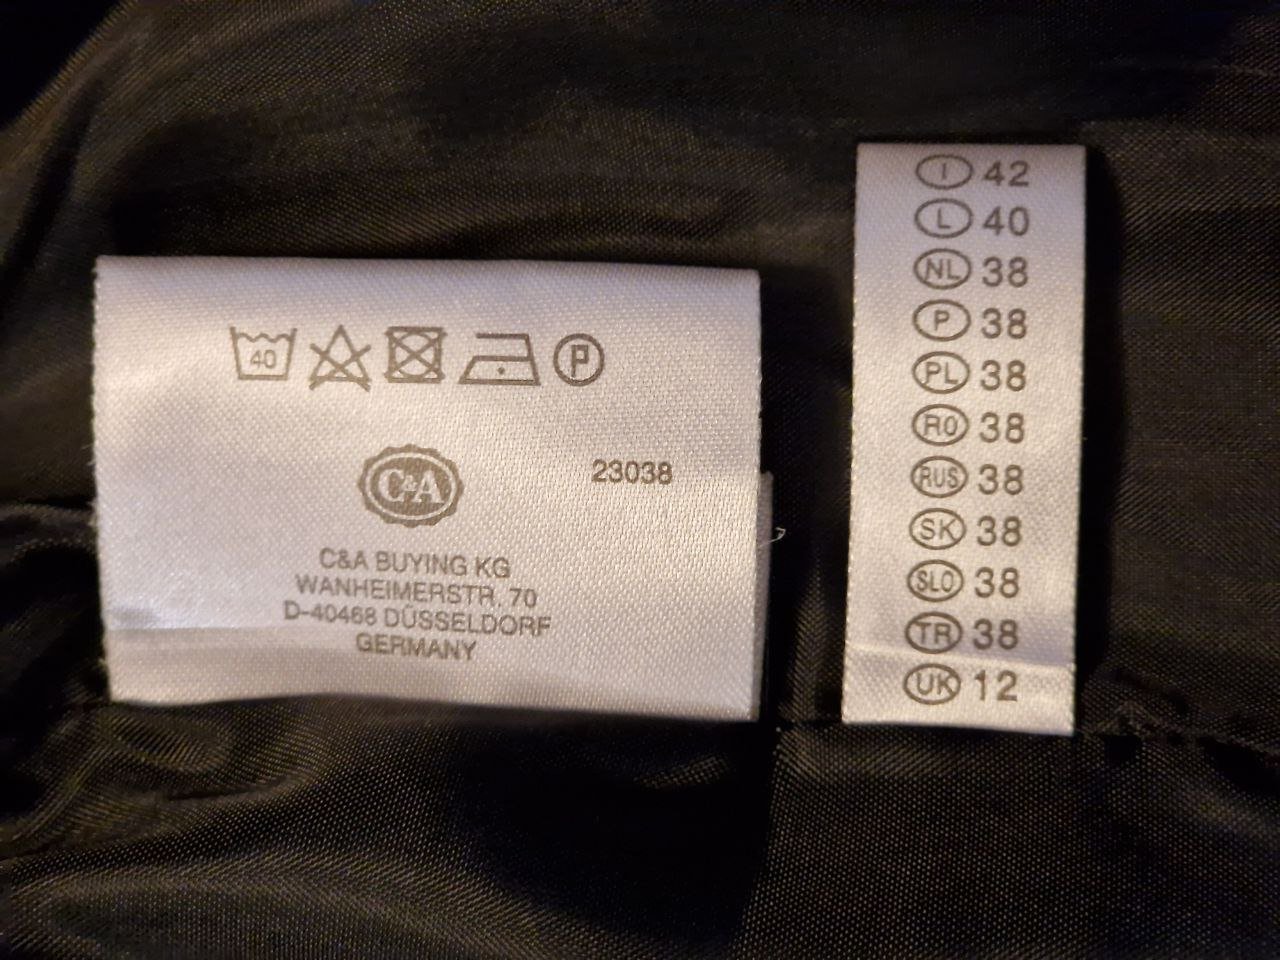 40
P
C&A
23038
C&A BUYING KG
WANHEIMERSTR. 70
D-40468 DÜSSELDORF
GERMANY
I 42
L 40
NL 38
P 38
PL 38
RO 38
RUS 38
SK 38
SLO 38
TR 38
UK 12